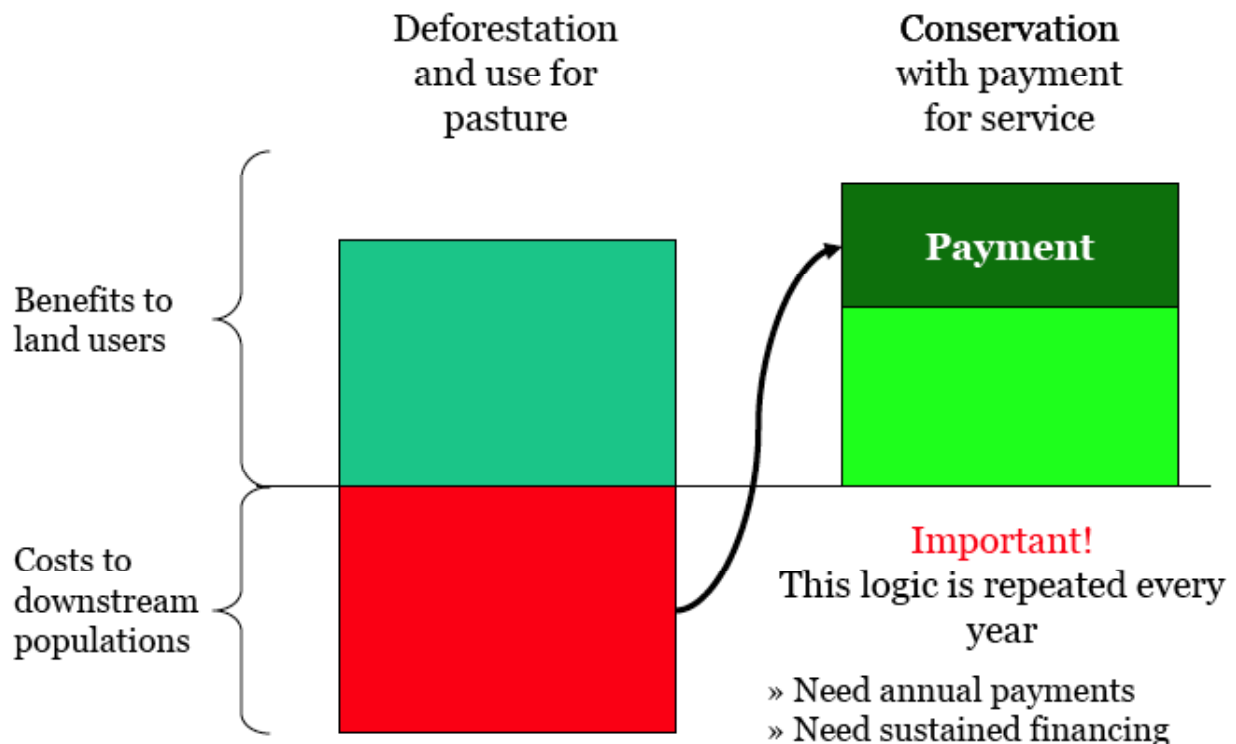 Deforestation
and use for
pasture
Conservation
with payment
for service
Benefits to
land users
Payment
Costs to
downstream
populations
Important!
This logic is repeated every
year
» Need annual payments
» Need sustained financing